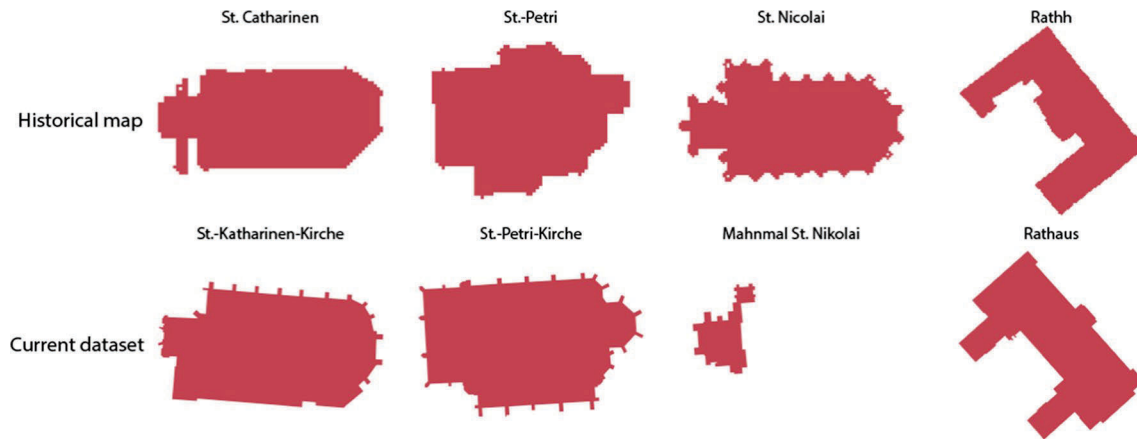 St. Catharinen St.-Petri St. Nicolai Rathh
Historical map
St.-Katharinen-Kirche St.-Petri-Kirche Mahnmal St. Nikolai Rathaus
Current dataset